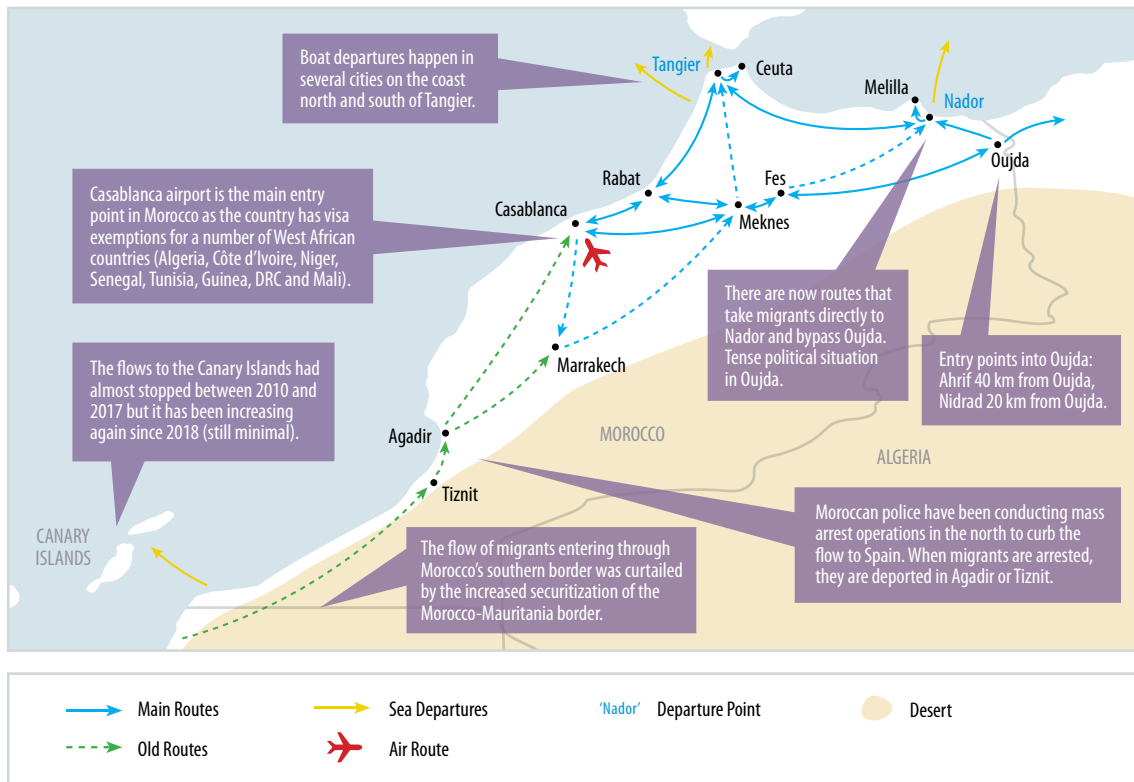 Boat departures happen in
several cities on the coast
north and south of Tangier.
Tangier
Ceuta
Melilla
Nador
Oujda
Casablanca airport is the main entry
point in Morocco as the country has visa
exemptions for a number of West African
countries (Algeria, Côte d’Ivoire, Niger,
Senegal, Tunisia, Guinea, DRC and Mali).
Rabat
Fes
Casablanca
Meknes
There are now routes that
take migrants directly to
Nador and bypass Oujda.
Tense political situation
in Oujda.
Entry points into Oujda:
Ahrif 40 km from Oujda,
Nidrad 20 km from Oujda.
Marrakech
The flows to the Canary Islands had
almost stopped between 2010 and
2017 but it has been increasing
again since 2018 (still minimal).
Agadir
MOROCCO
ALGERIA
Tiznit
Moroccan police have been conducting mass
arrest operations in the north to curb the
flow to Spain. When migrants are arrested,
they are deported in Agadir or Tiznit.
CANARY
ISLANDS
The flow of migrants entering through
Morocco’s southern border was curtailed
by the increased securitization of the
Morocco-Mauritania border.
Main Routes
Sea Departures
‘Nador’ Departure Point
Desert
Old Routes
Air Route